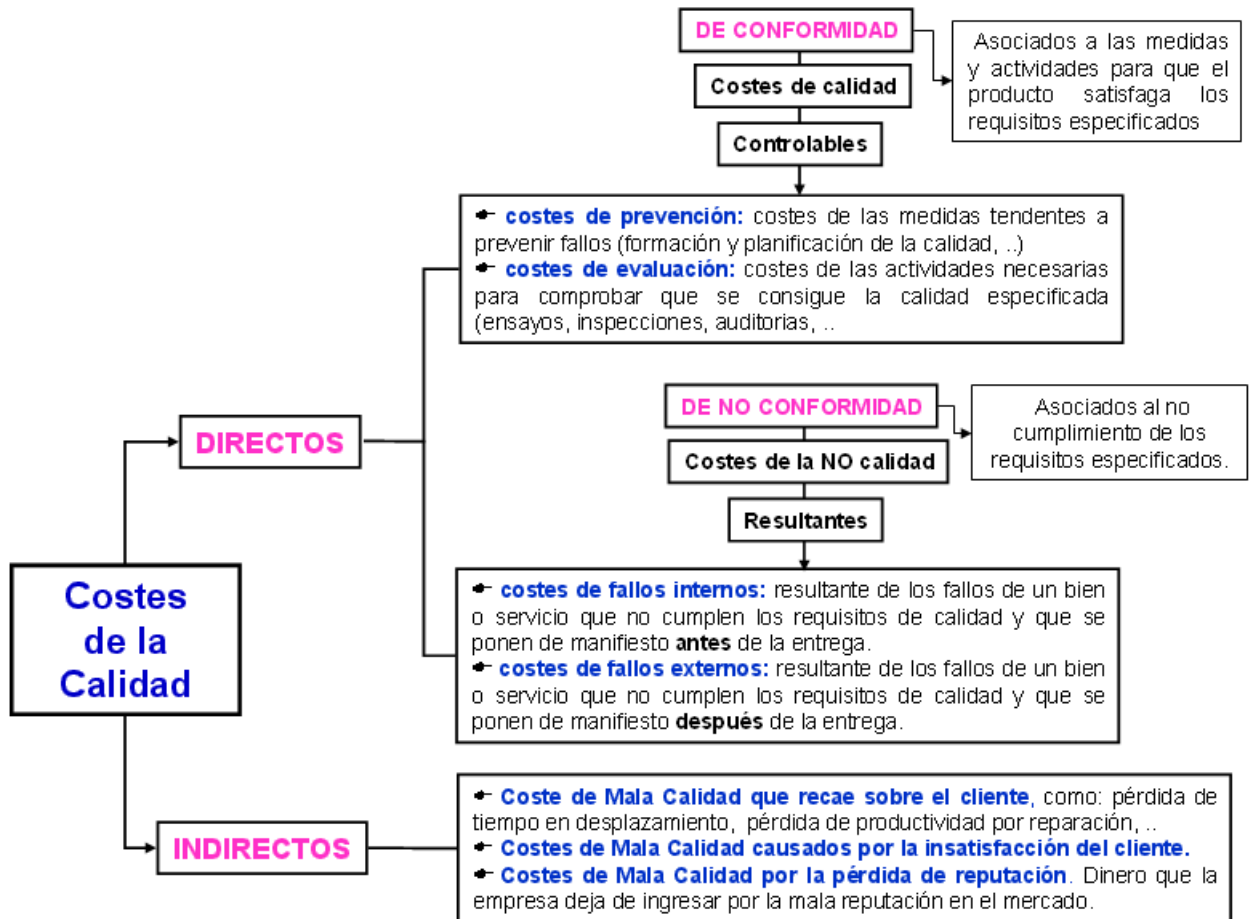 DE CONFORMIDAD
Asociados a las medidas
y actividades para que el
producto satisfaga los
requisitos especificados
Costes de calidad
Controlables
costes de prevención: costes de las medidas tendentes a
prevenir fallos (formación y planificación de la calidad, ..)
costes de evaluación: costes de las actividades necesarias
para comprobar que se consigue la calidad especificada
(ensayos, inspecciones, auditorias, ..
DIRECTOS
DE NO CONFORMIDAD
Asociados al no
cumplimiento de los
requisitos especificados.
Costes de la NO calidad
Resultantes
costes de fallos internos: resultante de los fallos de un bien
o servicio que no cumplen los requisitos de calidad y que se
ponen de manifiesto antes de la entrega.
costes de fallos externos: resultante de los fallos de un bien
o servicio que no cumplen los requisitos de calidad y que se
ponen de manifiesto después de la entrega.
Costes
de la
Calidad
INDIRECTOS
Coste de Mala Calidad que recae sobre el cliente, como: pérdida de
tiempo en desplazamiento, pérdida de productividad por reparación, ..
Costes de Mala Calidad causados por la insatisfacción del cliente.
Costes de Mala Calidad por la pérdida de reputación. Dinero que la
empresa deja de ingresar por la mala reputación en el mercado.